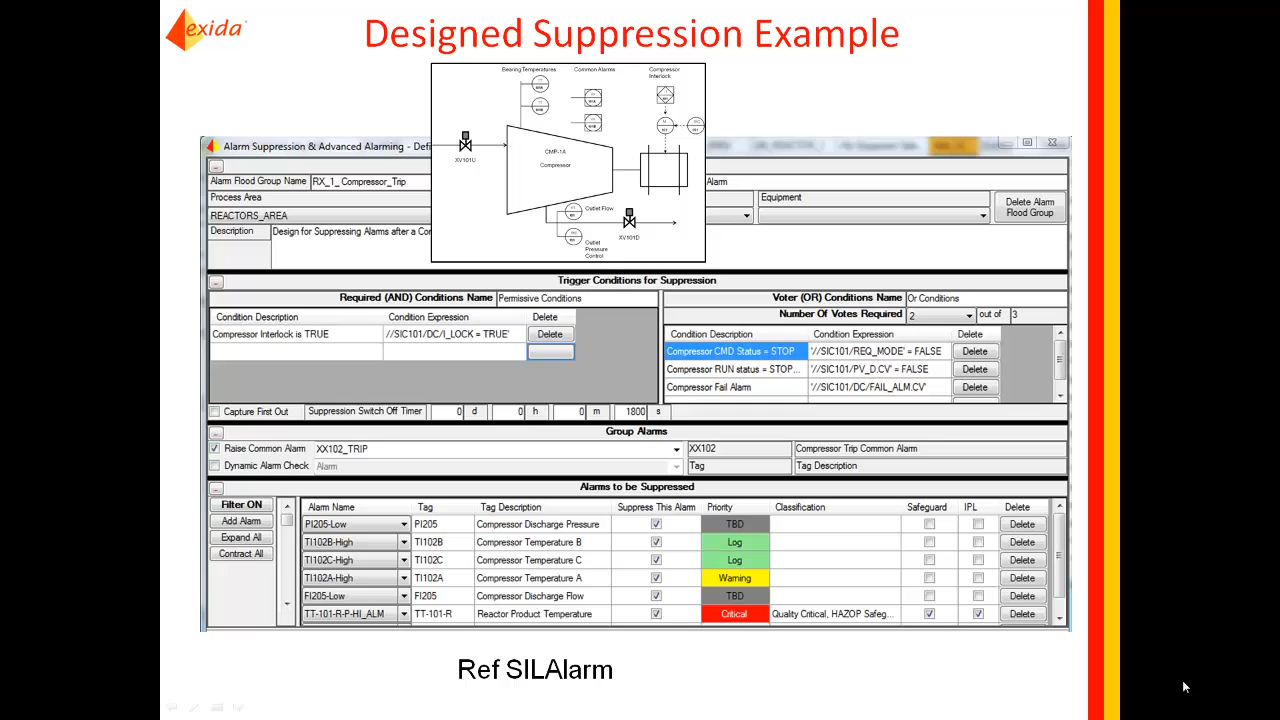 exida
Designed Suppression Example
Bearing Temperatures
Common Alarms
Compressor
Interlock
XV101U
CMP-1A
Compressor
Outlet Flow
XV101D
Outlet
Pressure
Control
Alarm Suppression & Advanced Alarming - Defi
Alarm Flood Group Name RX_1_Compressor_Trip Alarm
Process Area Equipment
REACTORS_AREA
Delete Alarm
Flood Group
Description Design for Suppressing Alarms after a Co
Trigger Conditions for Suppression
Required (AND) Conditions Name Permissive Conditions
Condition Description Condition Expression Delete
Compressor Interlock is TRUE //SIC101/DC/I_LOCK = TRUE' Delete
Voter (OR) Conditions Name Or Conditions
Number Of Votes Required 2 out of 3
Condition Description Condition Expression Delete
Compressor CMD Status = STOP '//SIC101/REQ_MODE' = FALSE Delete
Compressor RUN status = STOP... '//SIC101/PV_D.CV' = FALSE Delete
Compressor Fail Alarm '//SIC101/DC/FAIL_ALM.CV' Delete
Capture First Out Suppression Switch Off Timer 0 d 0 h 0 m 1800 s
Group Alarms
Raise Common Alarm XX102_TRIP XX102 Compressor Trip Common Alarm
Dynamic Alarm Check Alarm Tag Tag Description
Alarms to be Suppressed
Filter ON
Add Alarm
Expand All
Contract All
Alarm Name Tag Tag Description Suppress This Alarm Priority Classification Safeguard IPL Delete
PI205-Low PI205 Compressor Discharge Pressure TBD Delete
TI102B-High TI102B Compressor Temperature B Log Delete
TI102C-High TI102C Compressor Temperature C Log Delete
TI102A-High TI102A Compressor Temperature A Warning Delete
FI205-Low FI205 Compressor Discharge Flow TBD Delete
TT-101-R-P-HI_ALM TT-101-R Reactor Product Temperature Critical Quality Critical, HAZOP Safeg... Delete
Ref SILAlarm